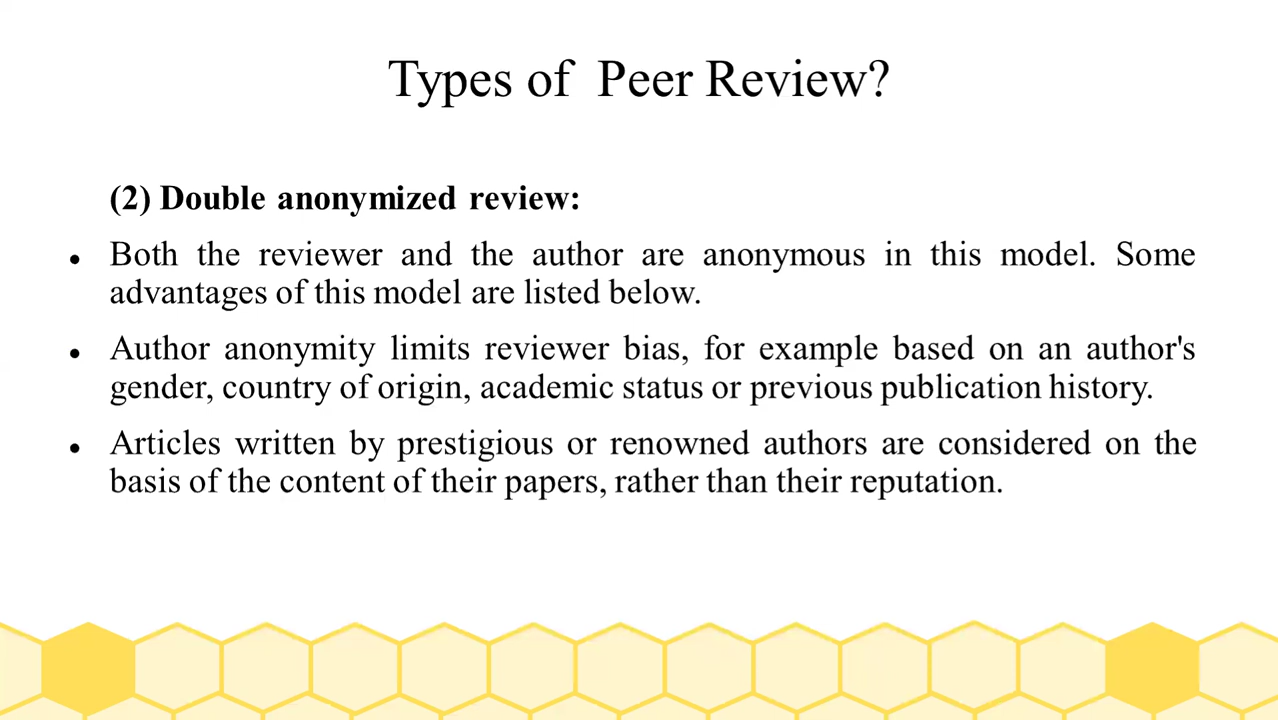 Types of Peer Review?
(2) Double anonymized review:
• Both the reviewer and the author are anonymous in this model. Some
advantages of this model are listed below.
• Author anonymity limits reviewer bias, for example based on an author's
gender, country of origin, academic status or previous publication history.
• Articles written by prestigious or renowned authors are considered on the
basis of the content of their papers, rather than their reputation.